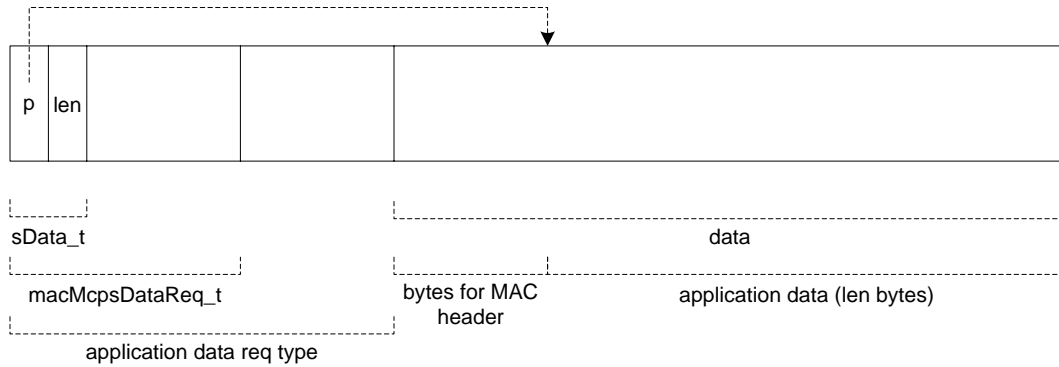 p
len
sData_t
data
macMcpsDataReq_t
bytes for MAC
header
application data (len bytes)
application data req type